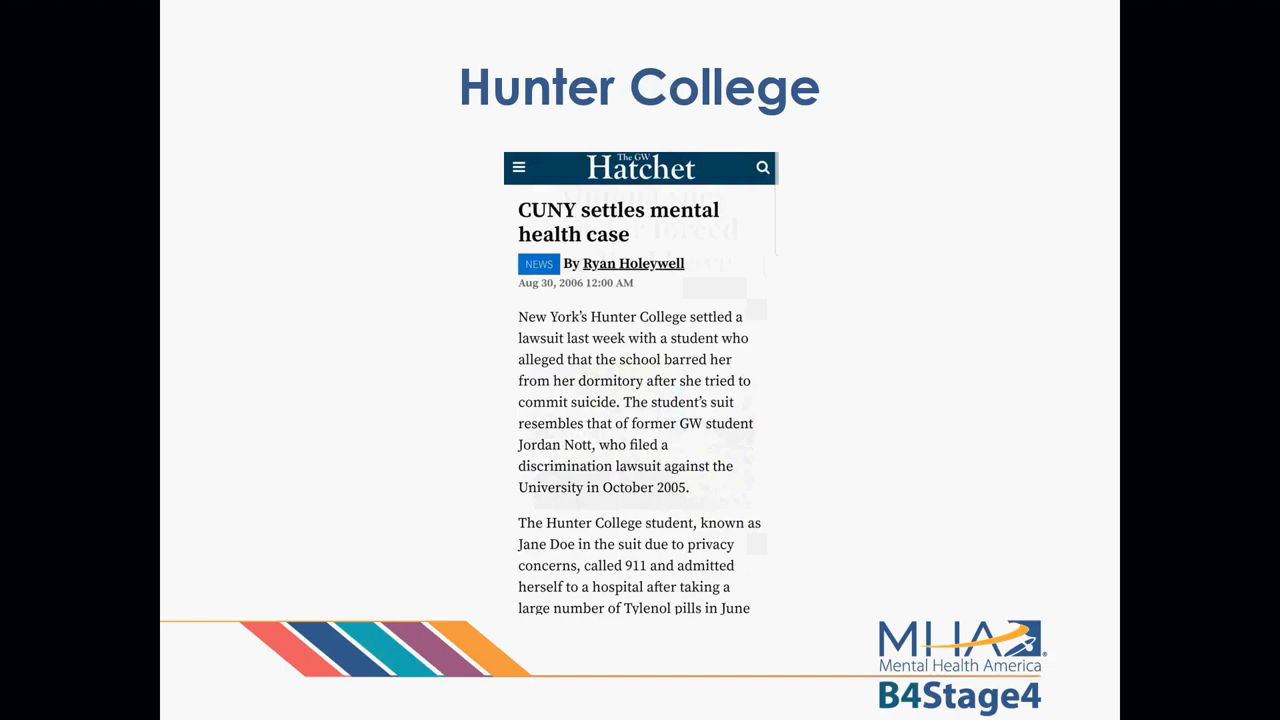 Hunter College
The GW
Hatchet
CUNY settles mental
health case
NEWS By Ryan Holeywell
Aug 30, 2006 12:00 AM
New York's Hunter College settled a
lawsuit last week with a student who
alleged that the school barred her
from her dormitory after she tried to
commit suicide. The student's suit
resembles that of former GW student
Jordan Nott, who filed a
discrimination lawsuit against the
University in October 2005.
The Hunter College student, known as
Jane Doe in the suit due to privacy
concerns, called 911 and admitted
herself to a hospital after taking a
large number of Tylenol pills in June
MHA
Mental Health America
B4Stage4